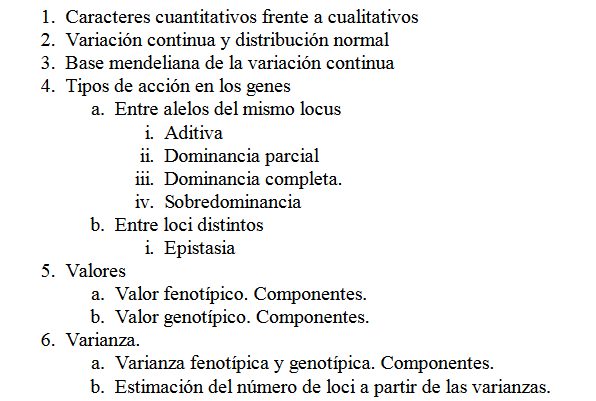 1. Caracteres cuantitativos frente a cualitativos
2. Variación continua y distribución normal
3. Base mendeliana de la variación continua
4. Tipos de acción en los genes
a. Entre alelos del mismo locus
i. Aditiva
ii. Dominancia parcial
iii. Dominancia completa.
iv. Sobredominancia
b. Entre loci distintos
i. Epistasia
5. Valores
a. Valor fenotípico. Componentes.
b. Valor genotípico. Componentes.
6. Varianza.
a. Varianza fenotípica y genotípica. Componentes.
b. Estimación del número de loci a partir de las varianzas.